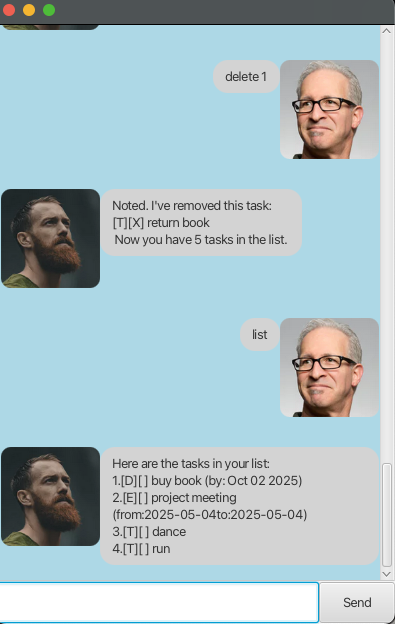 delete 1
Noted. I've removed this task:
[T][X] return book
Now you have 5 tasks in the list.
list
Here are the tasks in your list:
1.[D][ ] buy book (by: Oct 02 2025)
2.[E][ ] project meeting
(from:2025-05-04to:2025-05-04)
3.[T][ ] dance
4.[T][ ] run
Send